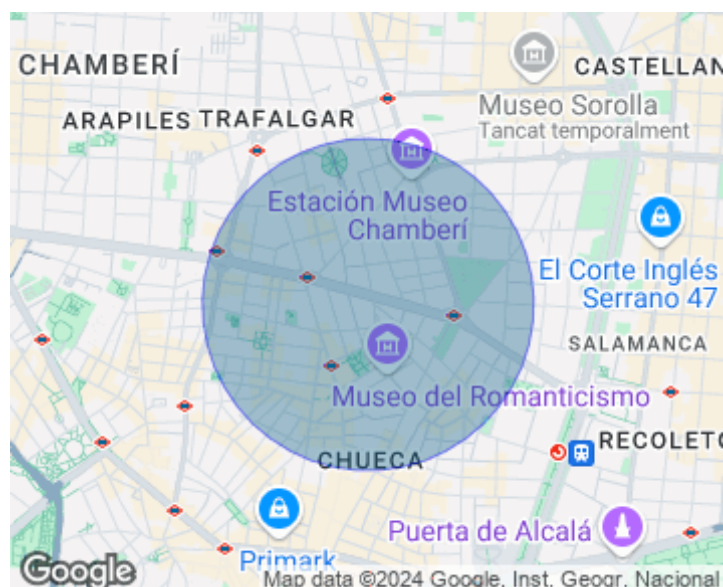 CHAMBERÍ
CASTELLAN
Museo Sorolla
Tancat temporalment
ARAPILES
TRAFALGAR
Estación Museo
Chamberí
El Corte Inglés
Serrano 47
SALAMANCA
Museo del Romanticismo
CHUECA
RECOLETO
Puerta de Alcalá
Primark
Google
Map data ©2024 Google, Inst. Geogr. Nacional